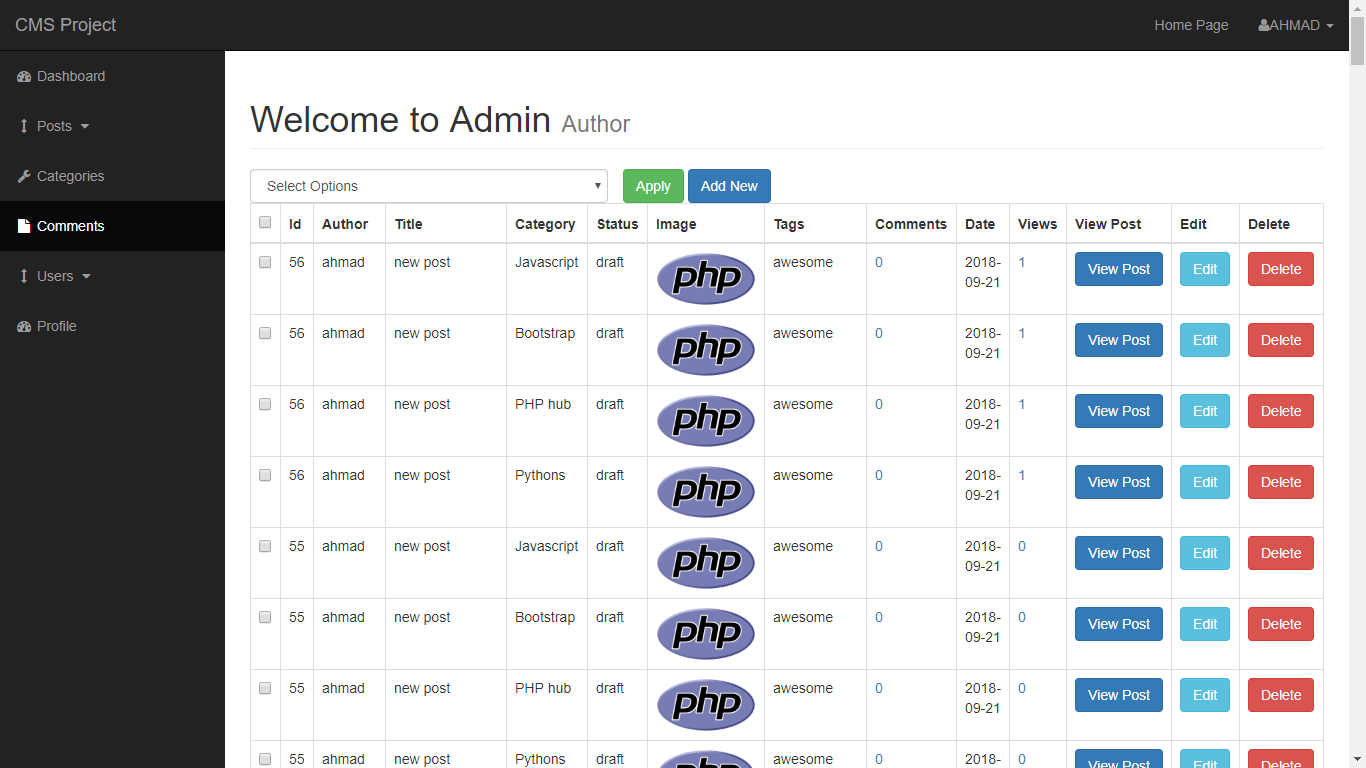 CMS Project Home Page AHMAD
Dashboard
Posts
Categories
Comments
Users
Profile
Welcome to Admin Author
Select Options Apply Add New
Id Author Title Category Status Image Tags Comments Date Views View Post Edit Delete
56 ahmad new post Javascript draft php awesome 0 2018-09-21 1 View Post Edit Delete
56 ahmad new post Bootstrap draft php awesome 0 2018-09-21 1 View Post Edit Delete
56 ahmad new post PHP hub draft php awesome 0 2018-09-21 1 View Post Edit Delete
56 ahmad new post Pythons draft php awesome 0 2018-09-21 1 View Post Edit Delete
55 ahmad new post Javascript draft php awesome 0 2018-09-21 0 View Post Edit Delete
55 ahmad new post Bootstrap draft php awesome 0 2018-09-21 0 View Post Edit Delete
55 ahmad new post PHP hub draft php awesome 0 2018-09-21 0 View Post Edit Delete
55 ahmad new post Pythons draft php awesome 0 2018- 0 View Post Edit Delete